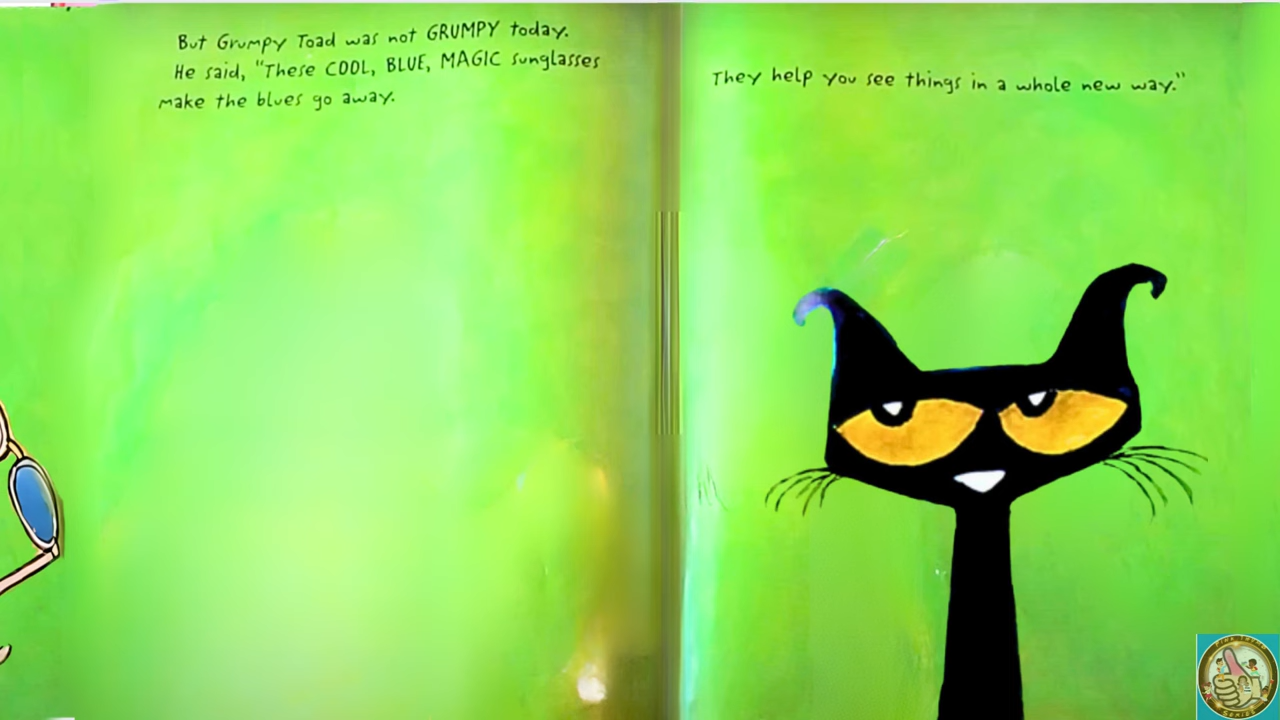 But Grumpy Toad was not GRUMPY today.
He said, "These COOL, BLUE, MAGIC sunglasses
make the blues go away.
They help you see things in a whole new way."